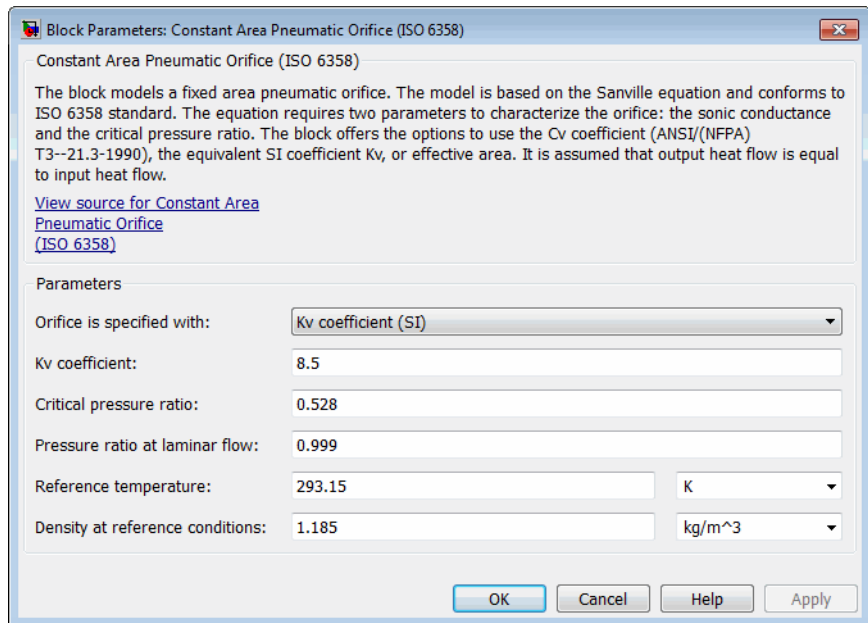 Block Parameters: Constant Area Pneumatic Orifice (ISO 6358)
Constant Area Pneumatic Orifice (ISO 6358)
The block models a fixed area pneumatic orifice. The model is based on the Sanville equation and conforms to
ISO 6358 standard. The equation requires two parameters to characterize the orifice: the sonic conductance
and the critical pressure ratio. The block offers the options to use the Cv coefficient (ANSI/(NFPA)
T3--21.3-1990), the equivalent SI coefficient Kv, or effective area. It is assumed that output heat flow is equal
to input heat flow.
View source for Constant Area
Pneumatic Orifice
(ISO 6358)
Parameters
Orifice is specified with: Kv coefficient (SI)
Kv coefficient: 8.5
Critical pressure ratio: 0.528
Pressure ratio at laminar flow: 0.999
Reference temperature: 293.15 K
Density at reference conditions: 1.185 kg/m^3
OK Cancel Help Apply